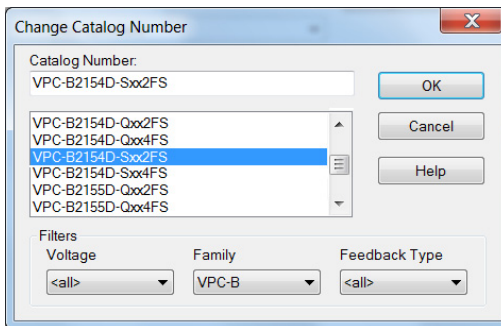 Change Catalog Number
Catalog Number:
VPC-B2154D-Sxx2FS
OK
VPC-B2154D-Qxx2FS
VPC-B2154D-Qxx4FS
VPC-B2154D-Sxx2FS
VPC-B2154D-Sxx4FS
VPC-B2155D-Qxx2FS
VPC-B2155D-Qxx4FS
Cancel
Help
Filters
Voltage Family Feedback Type
<all> VPC-B <all>